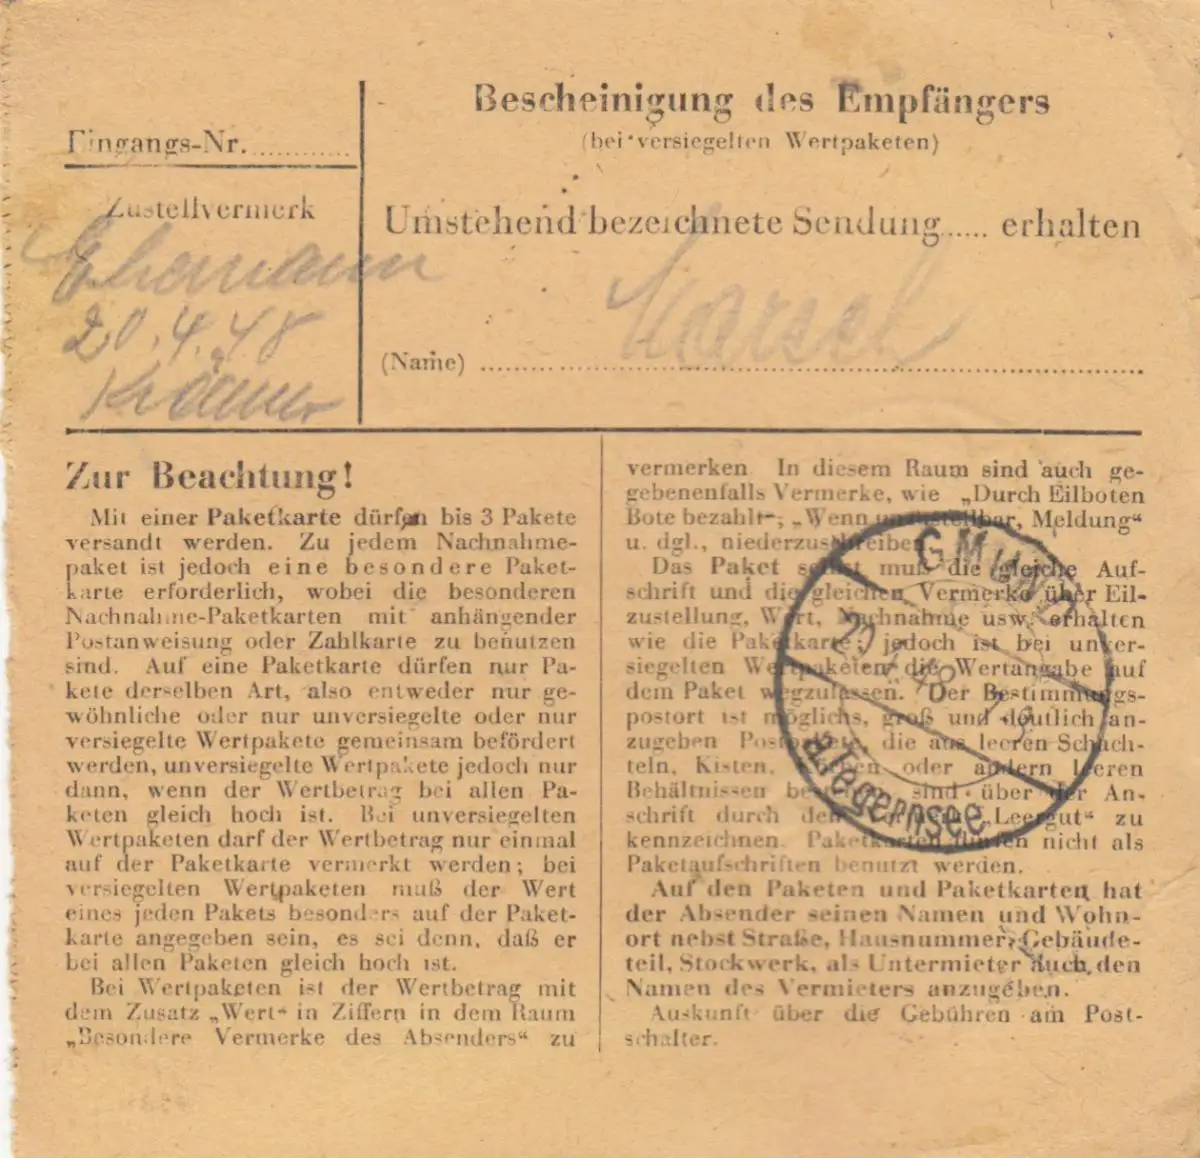 Eingangs-Nr.
Zustellvermerk
Ehemann
20.4.48
Krämer
Bescheinigung des Empfängers
(bei versiegelten Wertpaketen)
Umstehend bezeichnete Sendung..... erhalten
(Name)
Zur Beachtung!
Mit einer Paketkarte dürfen bis 3 Pakete
versandt werden. Zu jedem Nachnahme-
paket ist jedoch eine besondere Paket-
karte erforderlich, wobei die besonderen
Nachnahme-Paketkarten mit anhängender
Postanweisung oder Zahlkarte zu benutzen
sind. Auf eine Paketkarte dürfen nur Pa-
kete derselben Art, also entweder nur ge-
wöhnliche oder nur unversiegelte oder nur
versiegelte Wertpakete gemeinsam befördert
werden, unversiegelte Wertpakete jedoch nur
dann, wenn der Wertbetrag bei allen Pa-
keten gleich hoch ist. Bei unversiegelten
Wertpaketen darf der Wertbetrag nur einmal
auf der Paketkarte vermerkt werden; bei
versiegelten Wertpaketen muß der Wert
eines jeden Pakets besonders auf der Paket-
karte angegeben sein, es sei denn, daß er
bei allen Paketen gleich hoch ist.
Bei Wertpaketen ist der Wertbetrag mit
dem Zusatz „Wert“ in Ziffern in dem Raum
„Besondere Vermerke des Absenders“ zu
vermerken. In diesem Raum sind auch ge-
gebenenfalls Vermerke, wie „Durch Eilboten
Bote bezahlt“, „Wenn unzustellbar, Meldung“
u. dgl., niederzuschreiben.
Das Paket selbst muß die gleiche Auf-
schrift und die gleichen Vermerke über Eil-
zustellung, Wert, Nachnahme usw. erhalten
wie die Paketkarte; jedoch ist bei unver-
siegelten Wertpaketen die Wertangabe auf
dem Paket wegzulassen. Der Bestimmungs-
postort ist möglichst groß und deutlich an-
zugeben. Postpakete, die aus leeren Schach-
teln, Kisten, Körben oder andern leeren
Behältnissen bestehen, sind über der An-
schrift durch den Vermerk „Leergut“ zu
kennzeichnen. Paketkarten dürfen nicht als
Paketaufschriften benutzt werden.
Auf den Paketen und Paketkarten hat
der Absender seinen Namen und Wohn-
ort nebst Straße, Hausnummer, Gebäude-
teil, Stockwerk, als Untermieter auch den
Namen des Vermieters anzugeben.
Auskunft über die Gebühren am Post-
schalter.
GMUND
a. Tegernsee